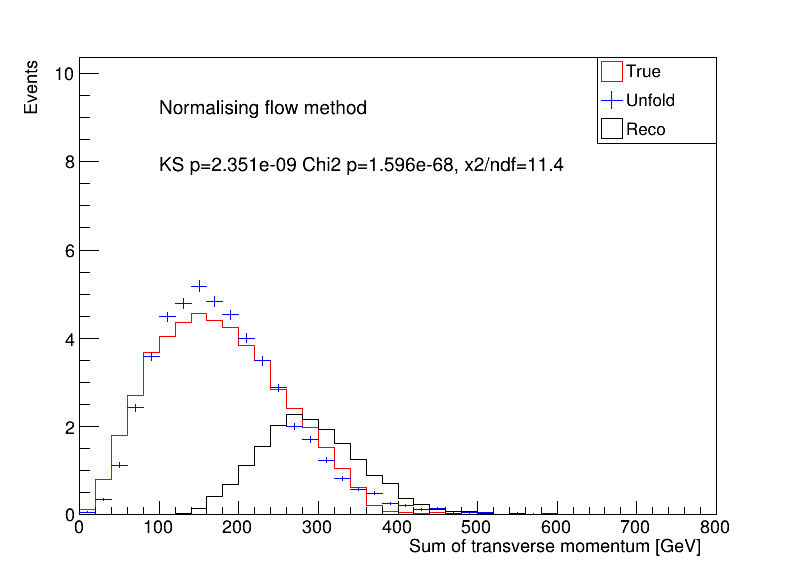 Events
10
8
6
4
2
0
Normalising flow method
KS p=2.351e-09 Chi2 p=1.596e-68, x2/ndf=11.4
True
Unfold
Reco
0 100 200 300 400 500 600 700 800
Sum of transverse momentum [GeV]